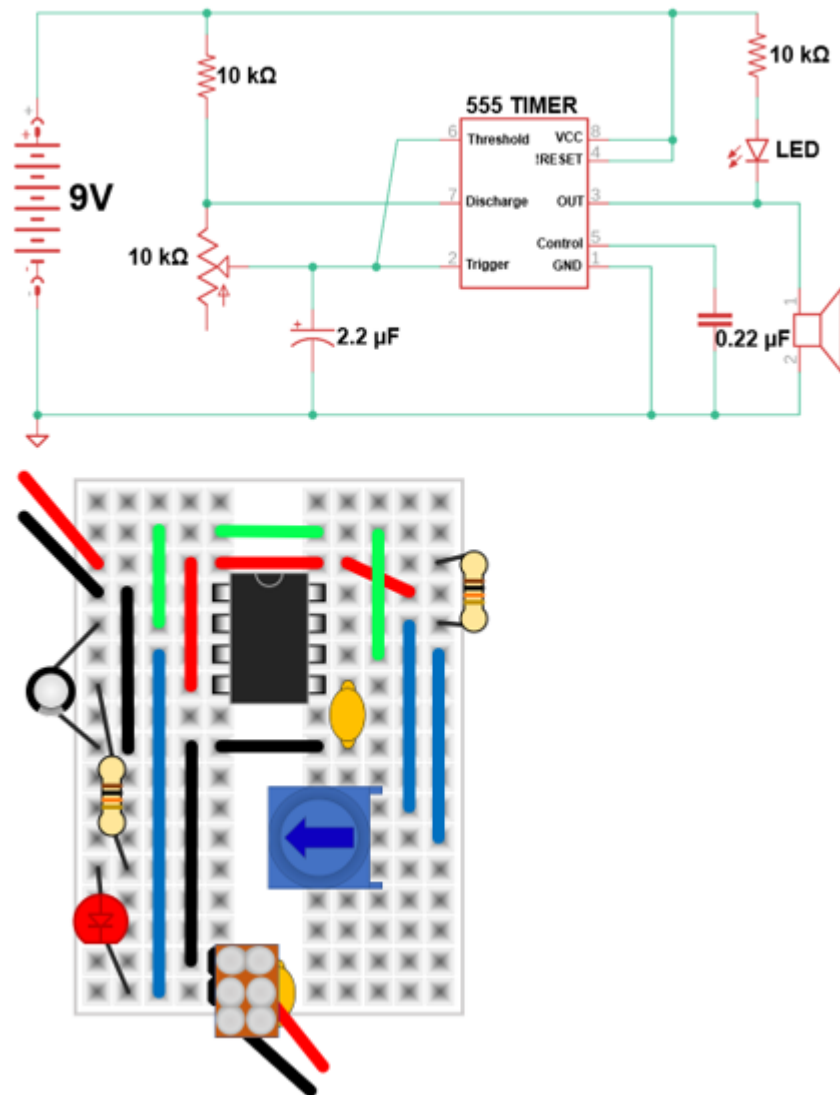 10 kΩ
10 kΩ
555 TIMER
+
+
6 Threshold VCC 8
!RESET 4
LED
9V
7 Discharge OUT 3
10 kΩ
Control 5
2 Trigger GND 1
-
-
+
2.2 µF
1
0.22 µF
2